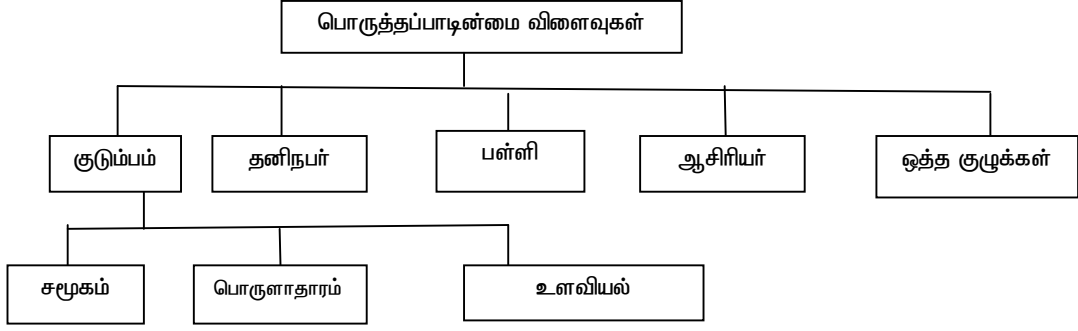 பொருத்தப்பாடின்மை விளைவுகள்
குடும்பம்
தனிநபர்
பள்ளி
ஆசிரியர்
ஒத்த குழுக்கள்
சமூகம்
பொருளாதாரம்
உளவியல்